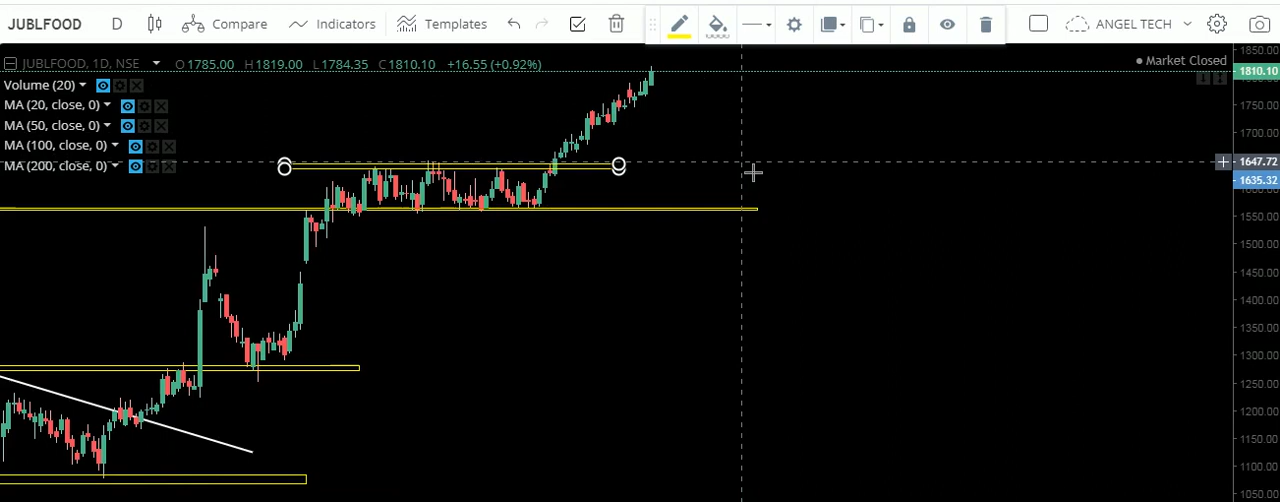 JUBLFOOD D Compare Indicators Templates ANGEL TECH
JUBLFOOD, 1D, NSE O 1785.00 H 1819.00 L 1784.35 C 1810.10 +16.55 (+0.92%) Market Closed
Volume (20)
MA (20, close, 0)
MA (50, close, 0)
MA (100, close, 0)
MA (200, close, 0)
1850.00
1810.10
1750.00
1700.00
1647.72
1635.32
1550.00
1500.00
1450.00
1400.00
1350.00
1300.00
1250.00
1200.00
1150.00
1100.00
1050.00